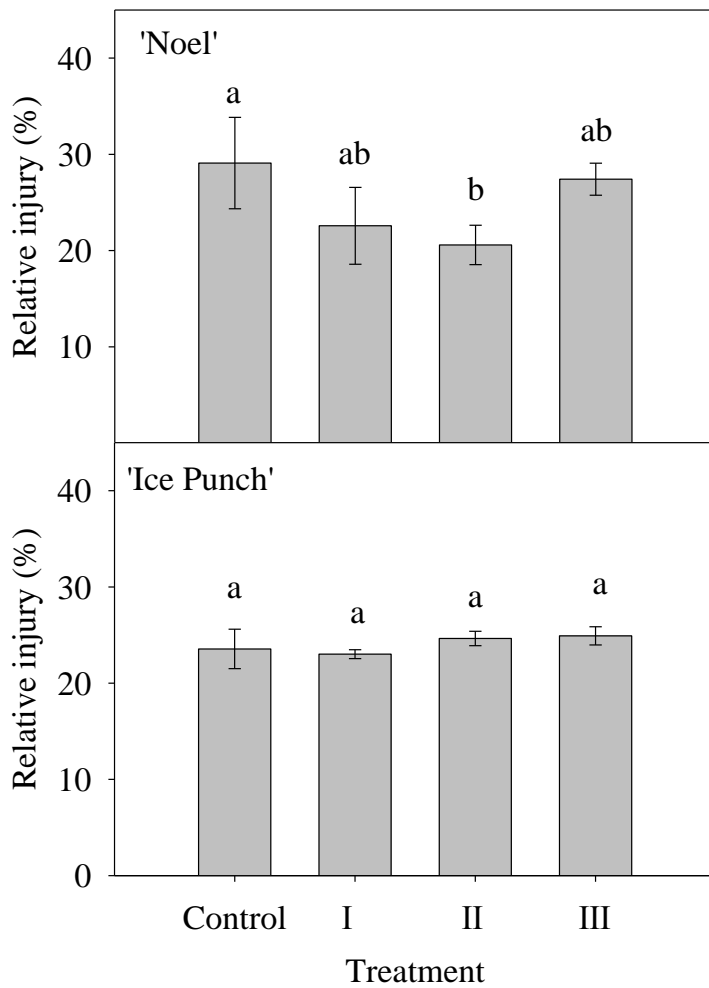 'Noel'
40
30
20
10
Relative injury (%)
a
ab
b
ab
'Ice Punch'
40
30
20
10
0
Relative injury (%)
a
a
a
a
Control I II III
Treatment